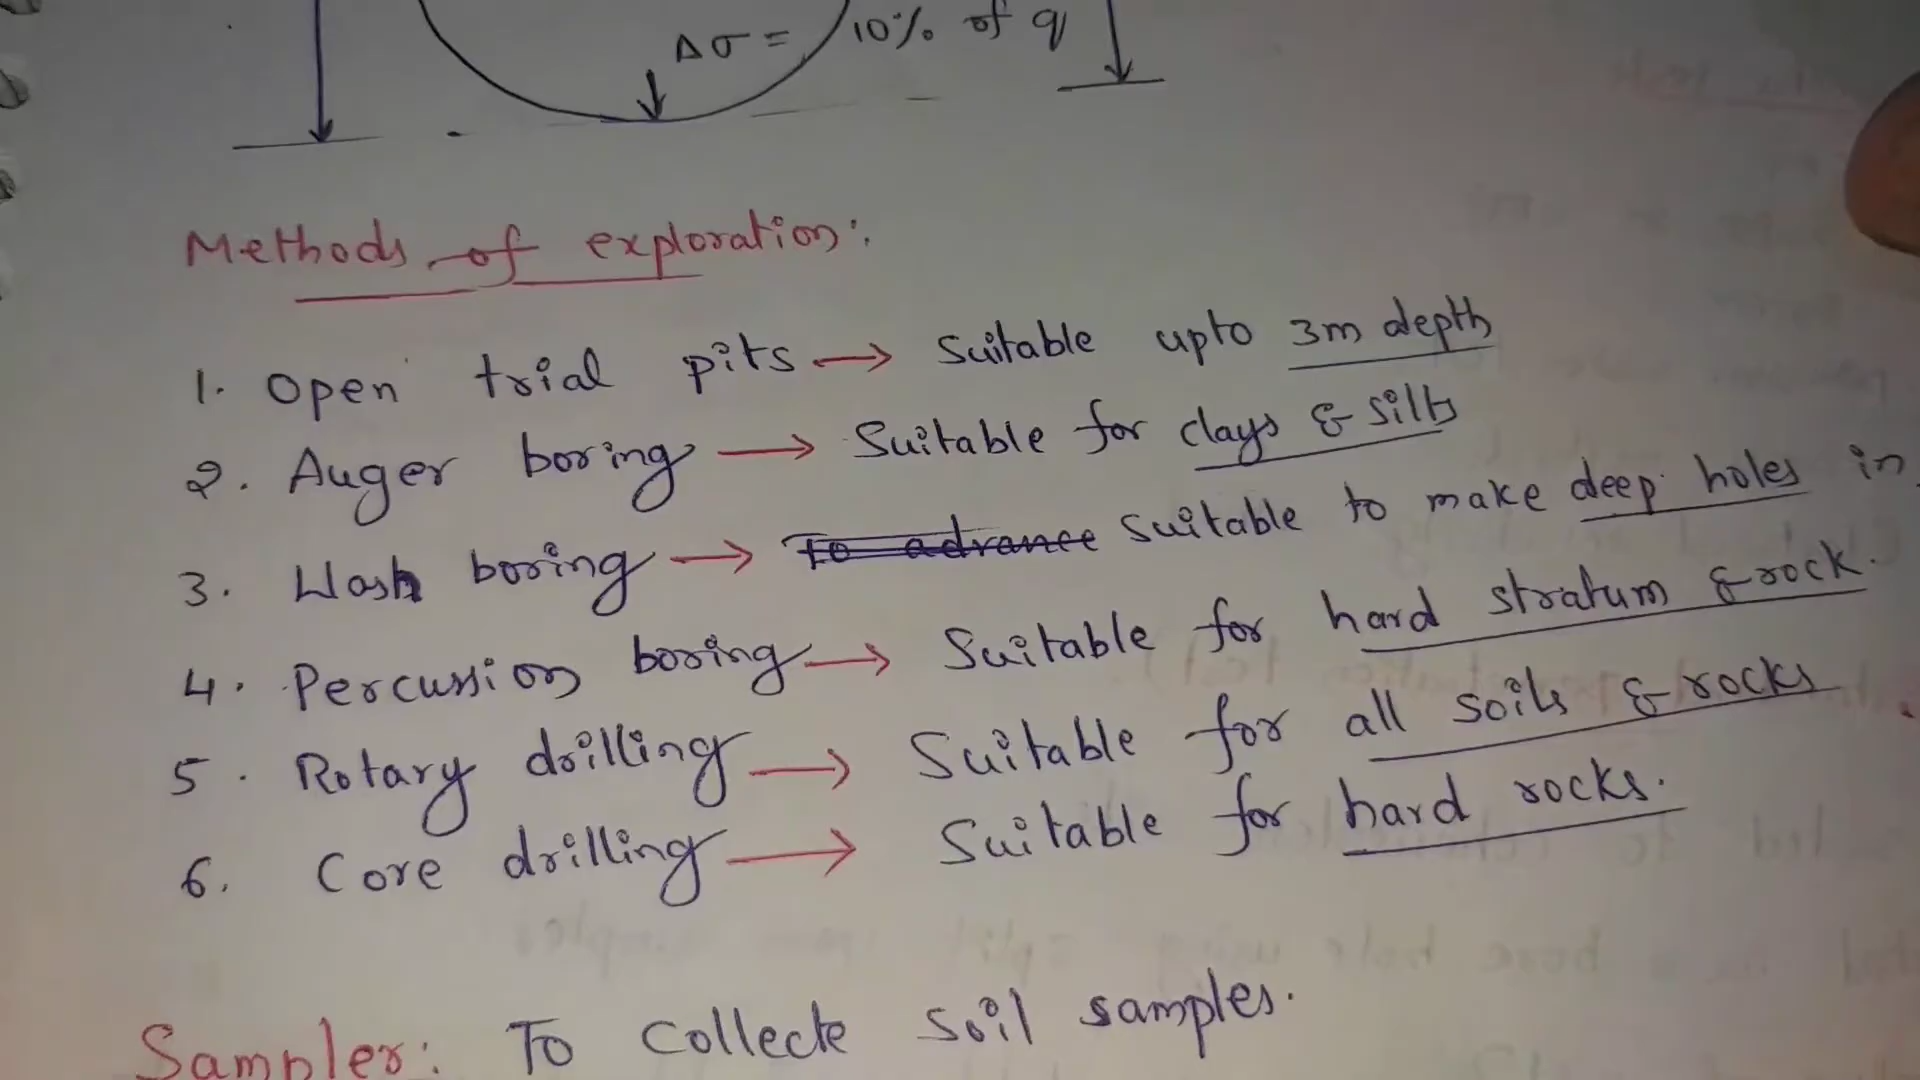 Δσ = 10% of q
Methods of exploration:
1. Open trial pits → Suitable upto 3m depth
2. Auger boring → Suitable for clays & silts
3. Wash boring → To advance suitable to make deep holes in
4. Percussion boring → Suitable for hard stratum & rock.
5. Rotary drilling → Suitable for all soils & rocks
6. Core drilling → Suitable for hard rocks.
Sampler: To Collecte soil samples.